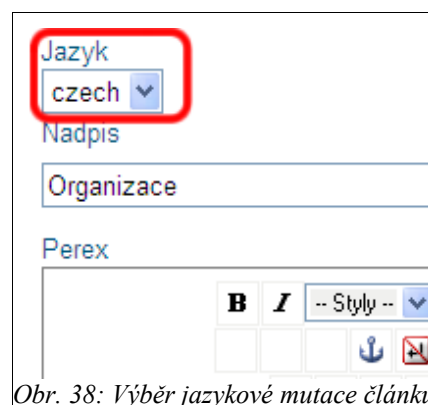 Jazyk
czech
Nadpis
Organizace
Perex
B I -- Styly --
Obr. 38: Výběr jazykové mutace článku